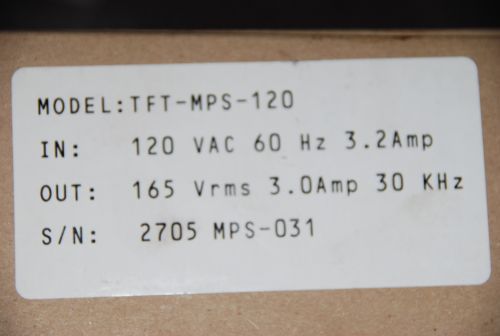 MODEL:TFT-MPS-120
IN: 120 VAC 60 Hz 3.2Amp
OUT: 165 Vrms 3.0Amp 30 KHz
S/N: 2705 MPS-031